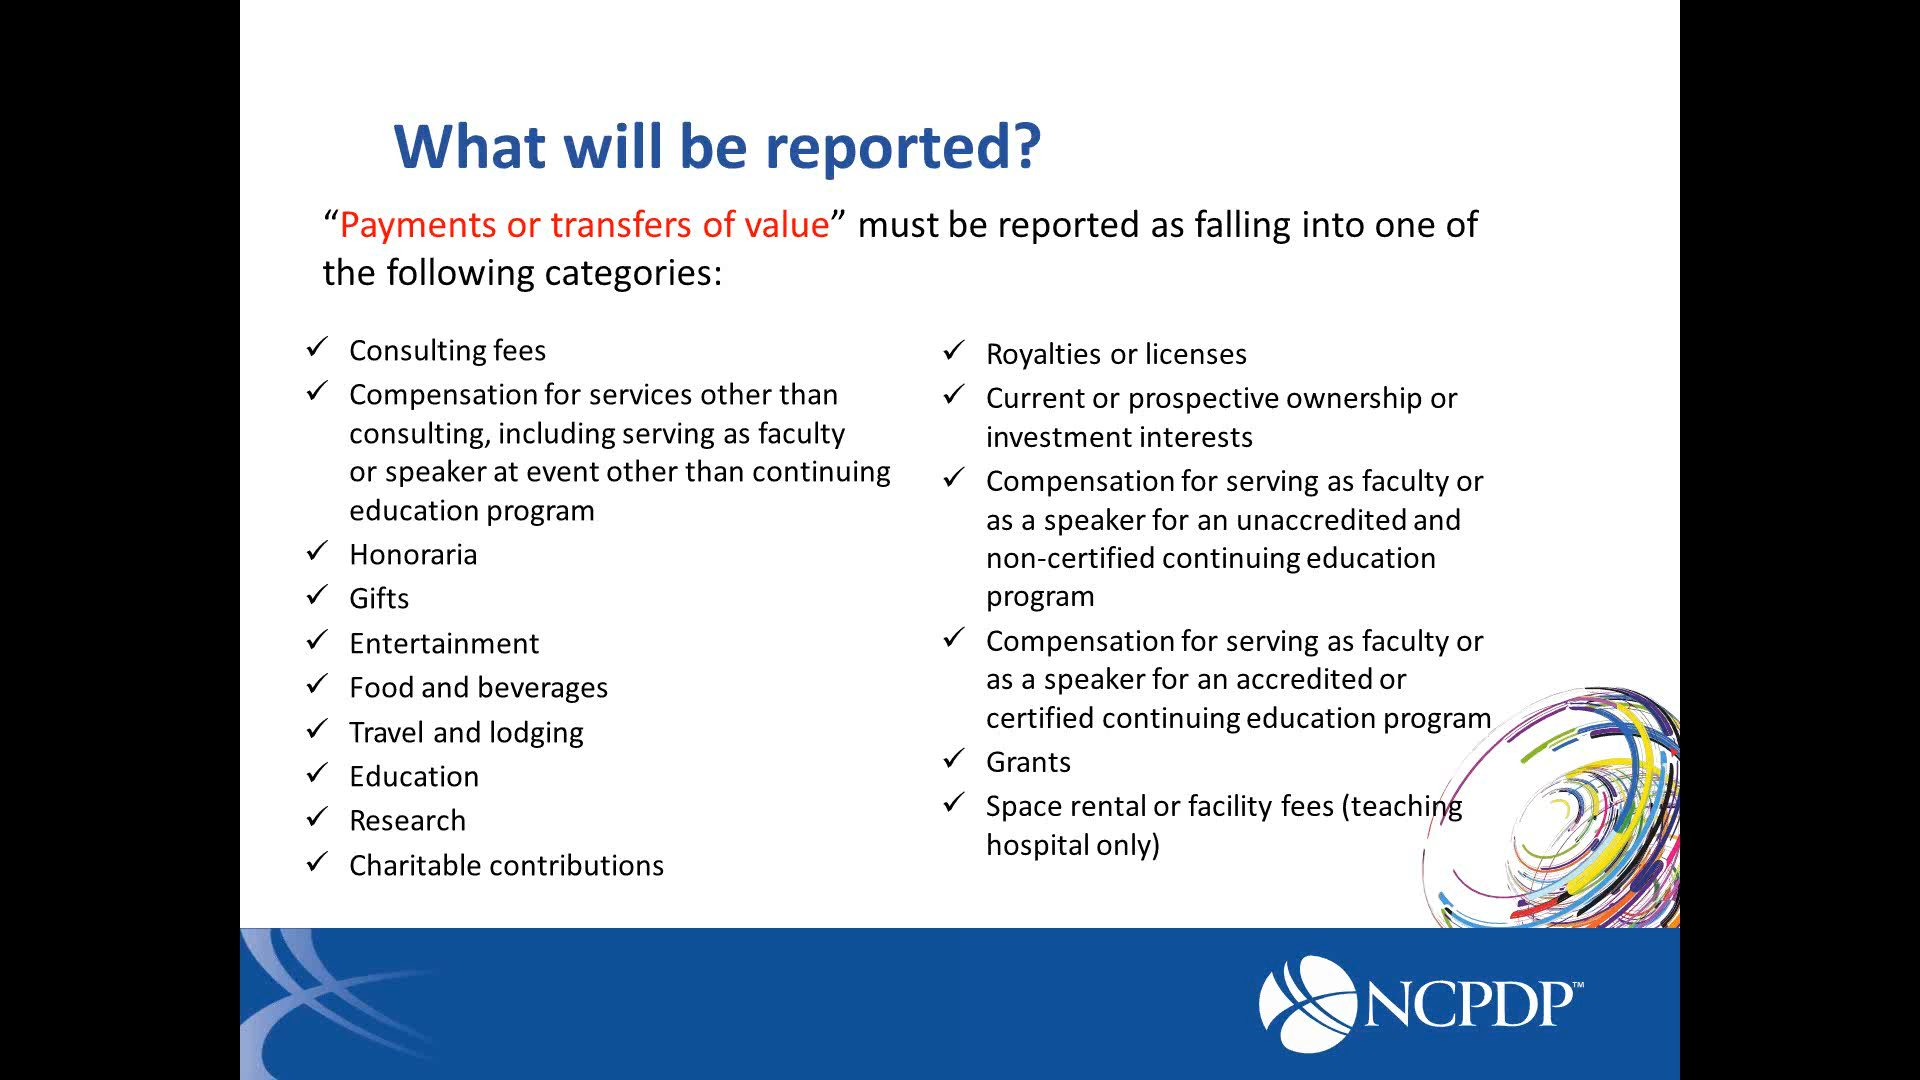 What will be reported?
“Payments or transfers of value” must be reported as falling into one of
the following categories:
✓ Consulting fees
✓ Compensation for services other than
consulting, including serving as faculty
or speaker at event other than continuing
education program
✓ Honoraria
✓ Gifts
✓ Entertainment
✓ Food and beverages
✓ Travel and lodging
✓ Education
✓ Research
✓ Charitable contributions
✓ Royalties or licenses
✓ Current or prospective ownership or
investment interests
✓ Compensation for serving as faculty or
as a speaker for an unaccredited and
non-certified continuing education
program
✓ Compensation for serving as faculty or
as a speaker for an accredited or
certified continuing education program
✓ Grants
✓ Space rental or facility fees (teaching
hospital only)
NCPDP™